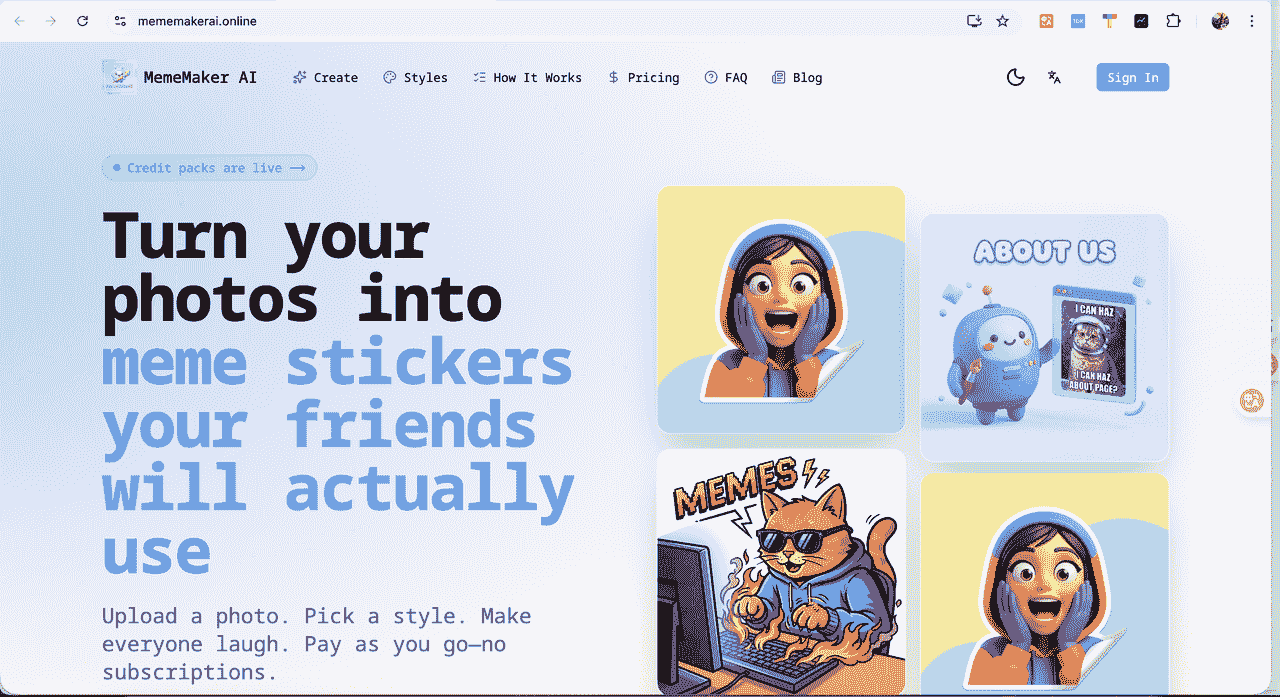 mememakerai.online
MemeMaker AI
Create
Styles
How It Works
Pricing
FAQ
Blog
Sign In
Credit packs are live →
Turn your
photos into
meme stickers
your friends
will actually
use
Upload a photo. Pick a style. Make
everyone laugh. Pay as you go—no
subscriptions.
ABOUT US
I CAN HAZ
I CAN HAZ
ABOUT PAGE?
MEMES